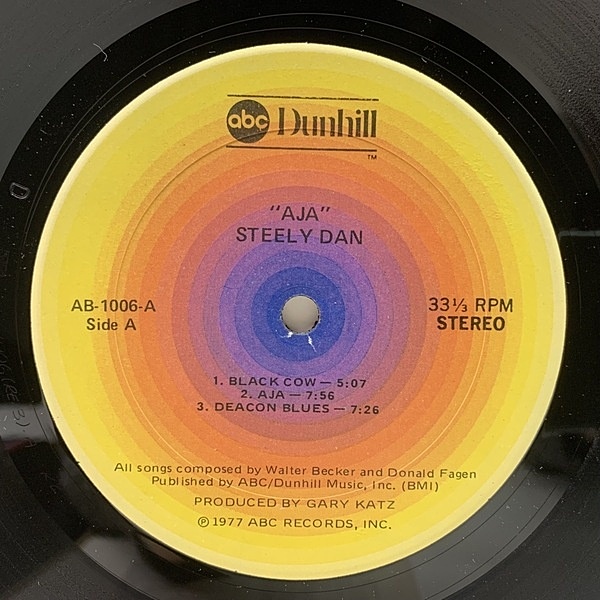 abc Dunhill
TM
"AJA"
STEELY DAN
AB-1006-A
Side A
33⅓ RPM
STEREO
1. BLACK COW — 5:07
2. AJA — 7:56
3. DEACON BLUES — 7:26
All songs composed by Walter Becker and Donald Fagen
Published by ABC/Dunhill Music, Inc. (BMI)
PRODUCED BY GARY KATZ
℗ 1977 ABC RECORDS, INC.